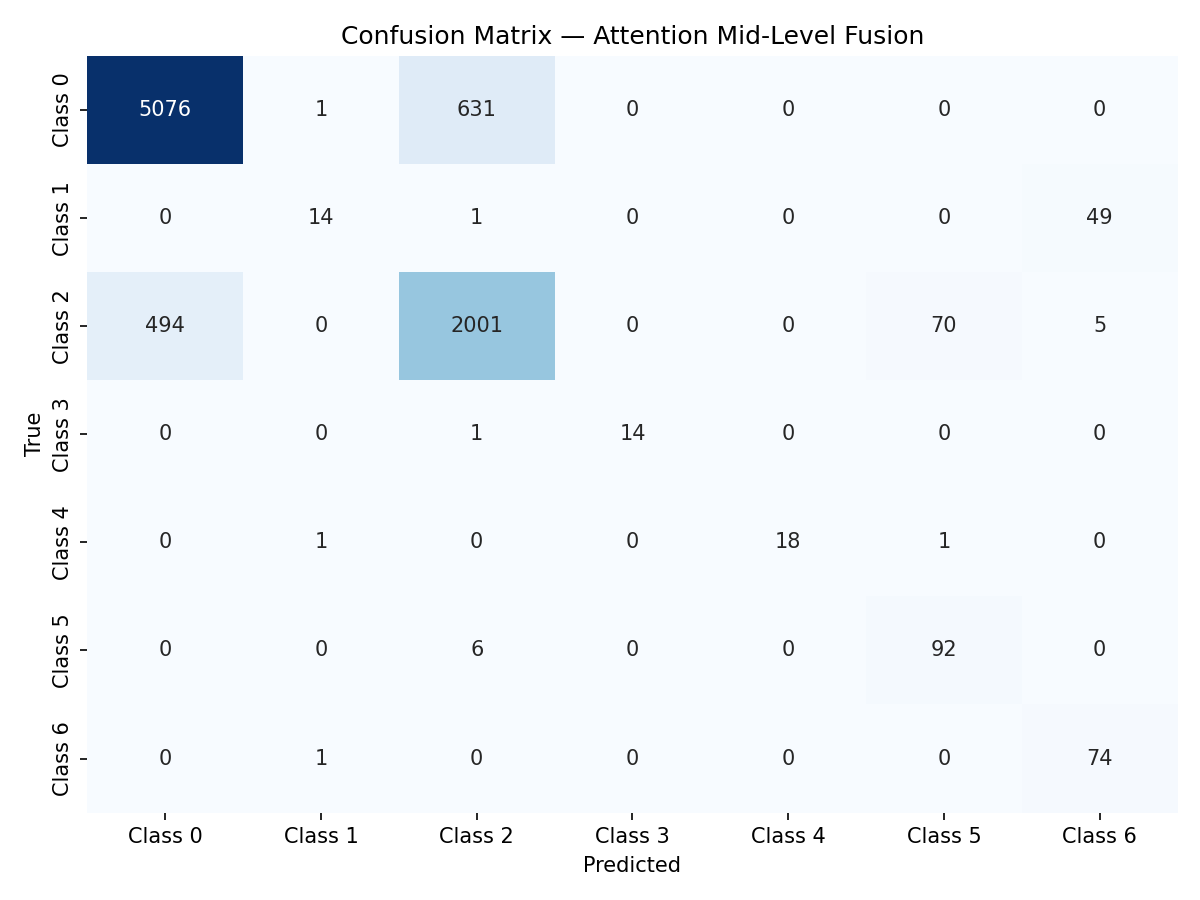 Confusion Matrix — Attention Mid-Level Fusion
True
Class 0 5076 1 631 0 0 0 0
Class 1 0 14 1 0 0 0 49
Class 2 494 0 2001 0 0 70 5
Class 3 0 0 1 14 0 0 0
Class 4 0 1 0 0 18 1 0
Class 5 0 0 6 0 0 92 0
Class 6 0 1 0 0 0 0 74
Class 0 Class 1 Class 2 Class 3 Class 4 Class 5 Class 6
Predicted